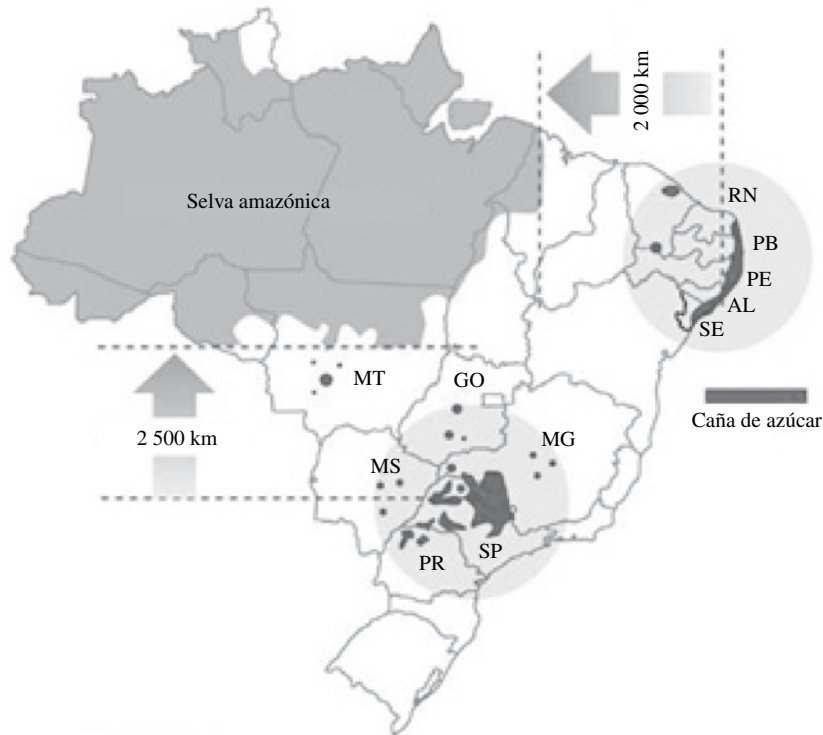 2 000 km
Selva amazónica
RN
PB
PE
AL
SE
MT
GO
Caña de azúcar
2 500 km
MG
MS
SP
PR